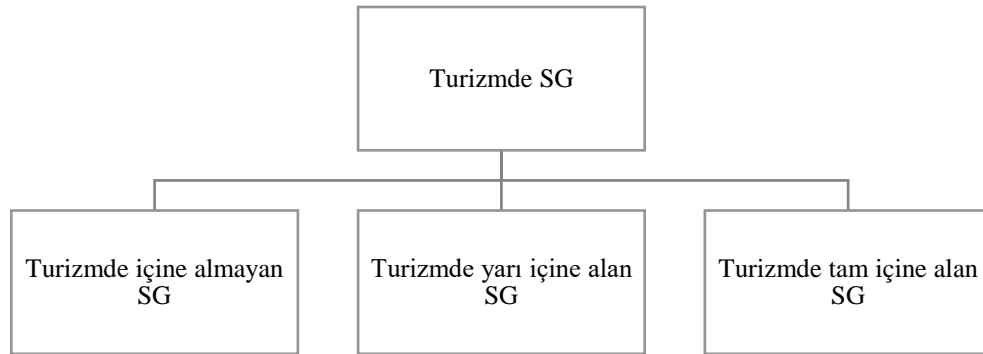 Turizmde SG
Turizmde içine almayan
SG
Turizmde yarı içine alan
SG
Turizmde tam içine alan
SG